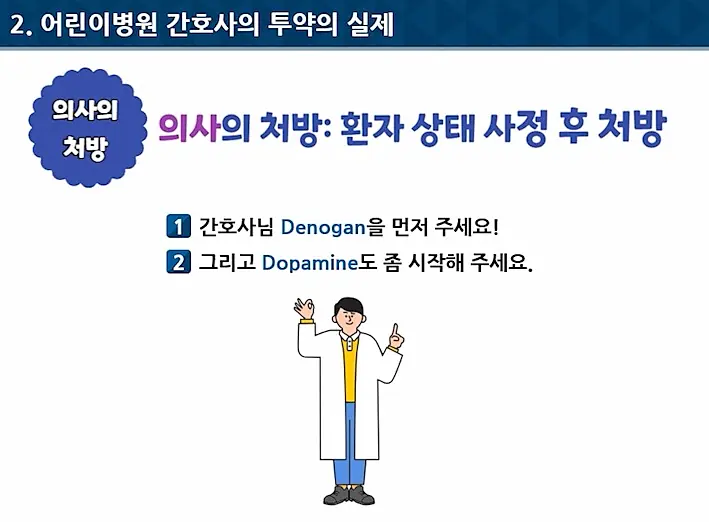 2. 어린이병원 간호사의 투약의 실제
의사의
처방
의사의 처방: 환자 상태 사정 후 처방
1 간호사님 Denogan을 먼저 주세요!
2 그리고 Dopamine도 좀 시작해 주세요.